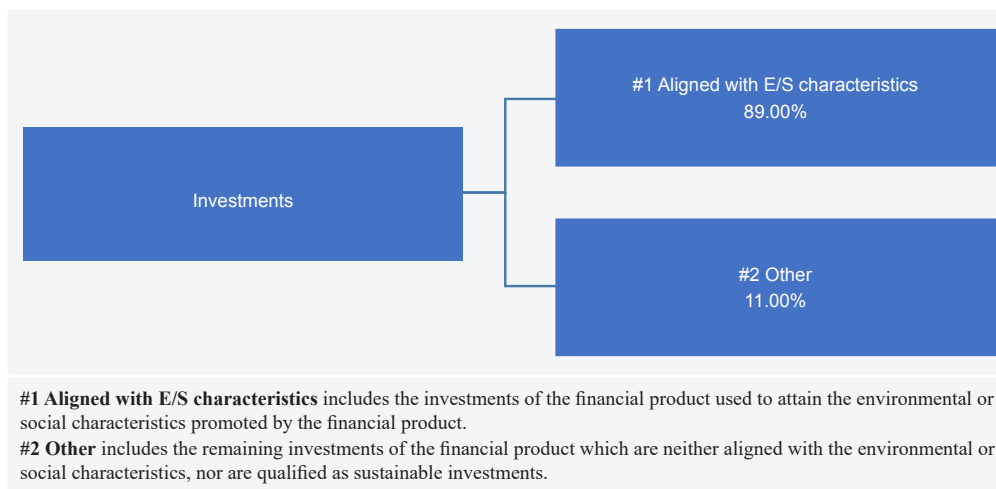 #1 Aligned with E/S characteristics
89.00%
Investments
#2 Other
11.00%
#1 Aligned with E/S characteristics includes the investments of the financial product used to attain the environmental or
social characteristics promoted by the financial product.
#2 Other includes the remaining investments of the financial product which are neither aligned with the environmental or
social characteristics, nor are qualified as sustainable investments.